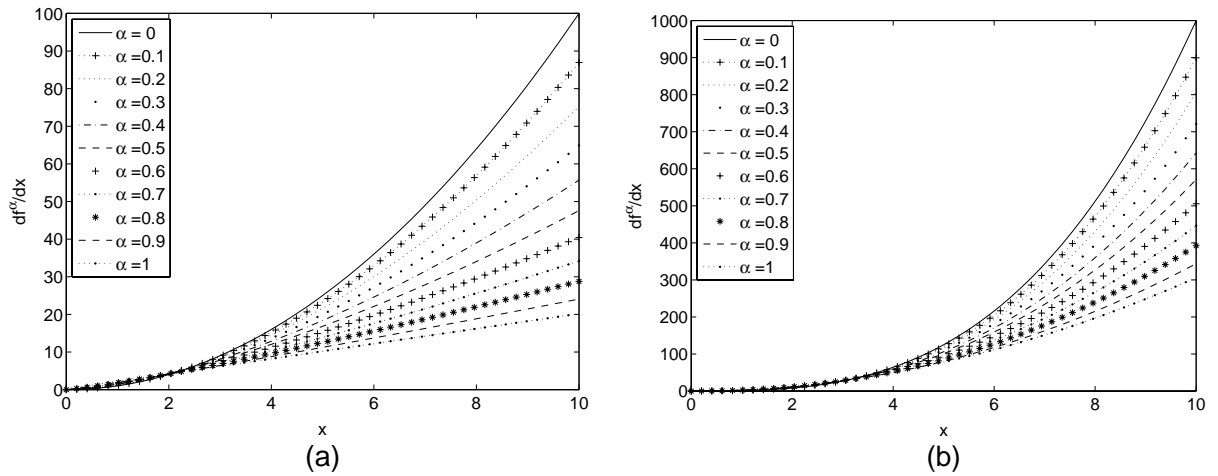 100
90
80
70
60
50
40
30
20
10
0
df^α/dx
α = 0
α =0.1
α =0.2
α =0.3
α =0.4
α =0.5
α =0.6
α =0.7
α =0.8
α =0.9
α =1
0 2 4 6 8 10
x
(a)
1000
900
800
700
600
500
400
300
200
100
0
df^α/dx
α = 0
α =0.1
α =0.2
α =0.3
α =0.4
α =0.5
α =0.6
α =0.7
α =0.8
α =0.9
α =1
0 2 4 6 8 10
x
(b)